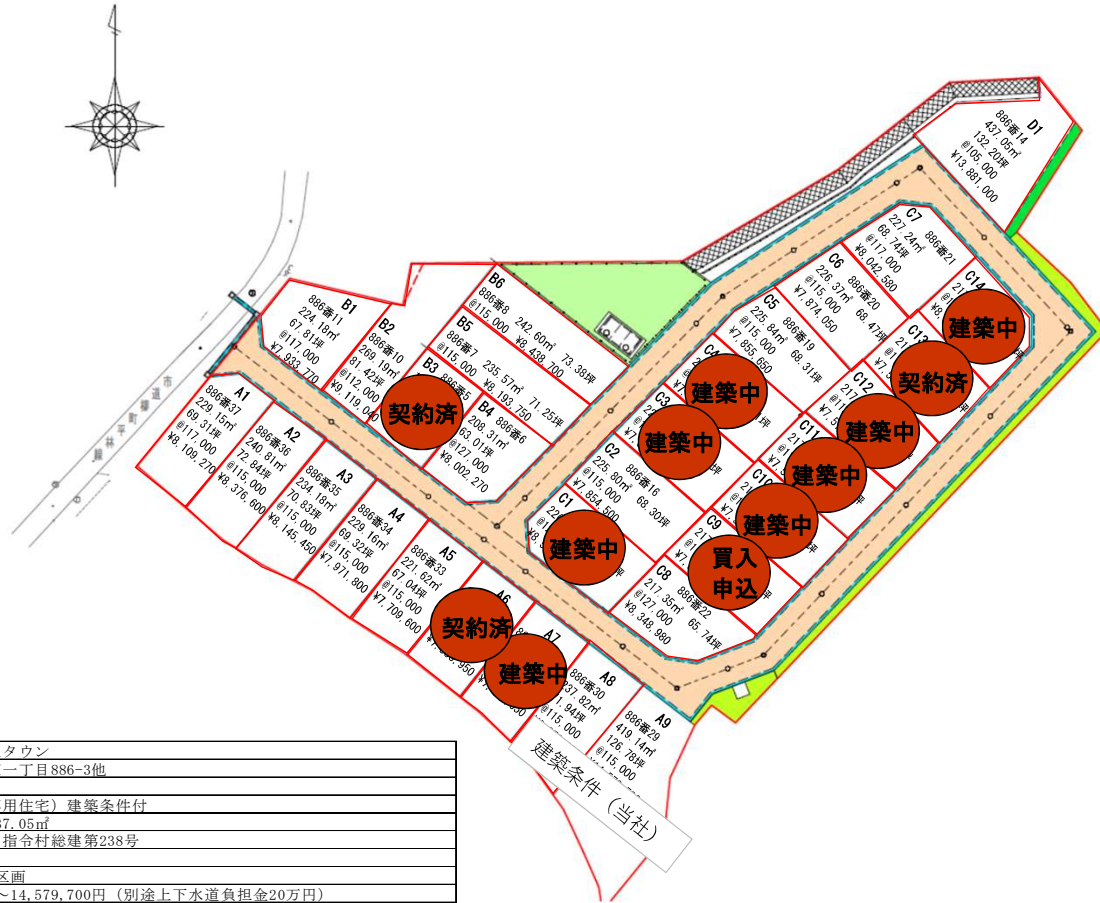 D1
886番14
437.05㎡
132.20坪
@105,000
¥13,881,000
C7 886番21
227.24㎡
68.74坪
@117,000
¥8,042,580
C6 886番20
226.37㎡ 68.47坪
@115,000
¥7,874,050
C5 886番19
225.84㎡ 68.31坪
@115,000
¥7,855,650
C4
建築中
C3
建築中
C2 886番16
225.80㎡ 68.30坪
@115,000
¥7,854,500
C1
建築中
C14
建築中
C13
契約済
C12
建築中
C11
建築中
C10
建築中
C9
買入
申込
C8 886番22
217.35㎡ 65.74坪
@127,000
¥8,348,980
B1
886番11
224.18㎡
67.81坪
@117,000
¥7,933,770
B2
886番10
269.19㎡
81.42坪
@112,000
¥9,119,040
B3
契約済
B4 886番6
208.31㎡
63.01坪
@127,000
¥8,002,270
B5
886番7 235.57㎡ 71.25坪
@115,000 ¥8,193,750
B6
886番8 242.60㎡ 73.38坪
@115,000 ¥8,438,700
A1
886番37
229.15㎡
69.31坪
@117,000
¥8,109,270
A2
886番36
240.81㎡
72.84坪
@115,000
¥8,376,600
A3
886番35
234.18㎡
70.83坪
@115,000
¥8,145,450
A4
886番34
229.16㎡
69.32坪
@115,000
¥7,971,800
A5
886番33
221.62㎡
67.04坪
@115,000
¥7,709,600
A6
契約済
A7
建築中
A8
886番30
237.82㎡
1.94坪
@115,000
A9
886番29
419.14㎡
126.78坪
@115,000
建築条件（当社）
市道柳町平林線
タウン
一丁目886-3他
用住宅）建築条件付
37.05㎡
指令村総建第238号
区画
～14,579,700円（別途上下水道負担金20万円）